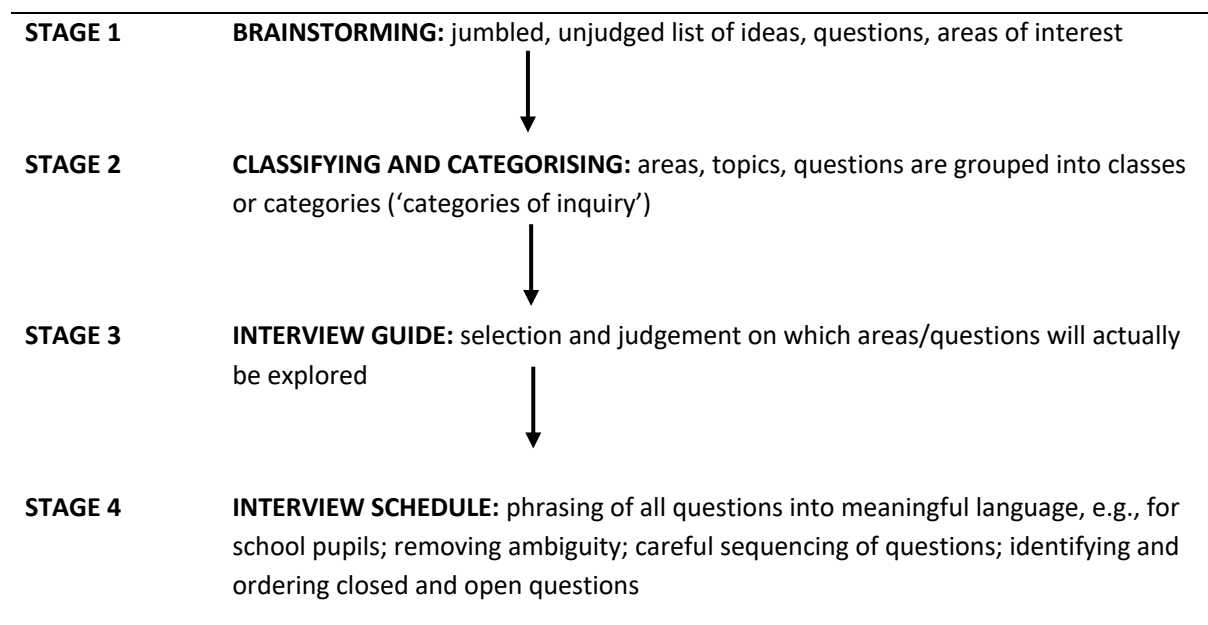 STAGE 1 BRAINSTORMING: jumbled, unjudged list of ideas, questions, areas of interest
STAGE 2 CLASSIFYING AND CATEGORISING: areas, topics, questions are grouped into classes
or categories (‘categories of inquiry’)
STAGE 3 INTERVIEW GUIDE: selection and judgement on which areas/questions will actually
be explored
STAGE 4 INTERVIEW SCHEDULE: phrasing of all questions into meaningful language, e.g., for
school pupils; removing ambiguity; careful sequencing of questions; identifying and
ordering closed and open questions